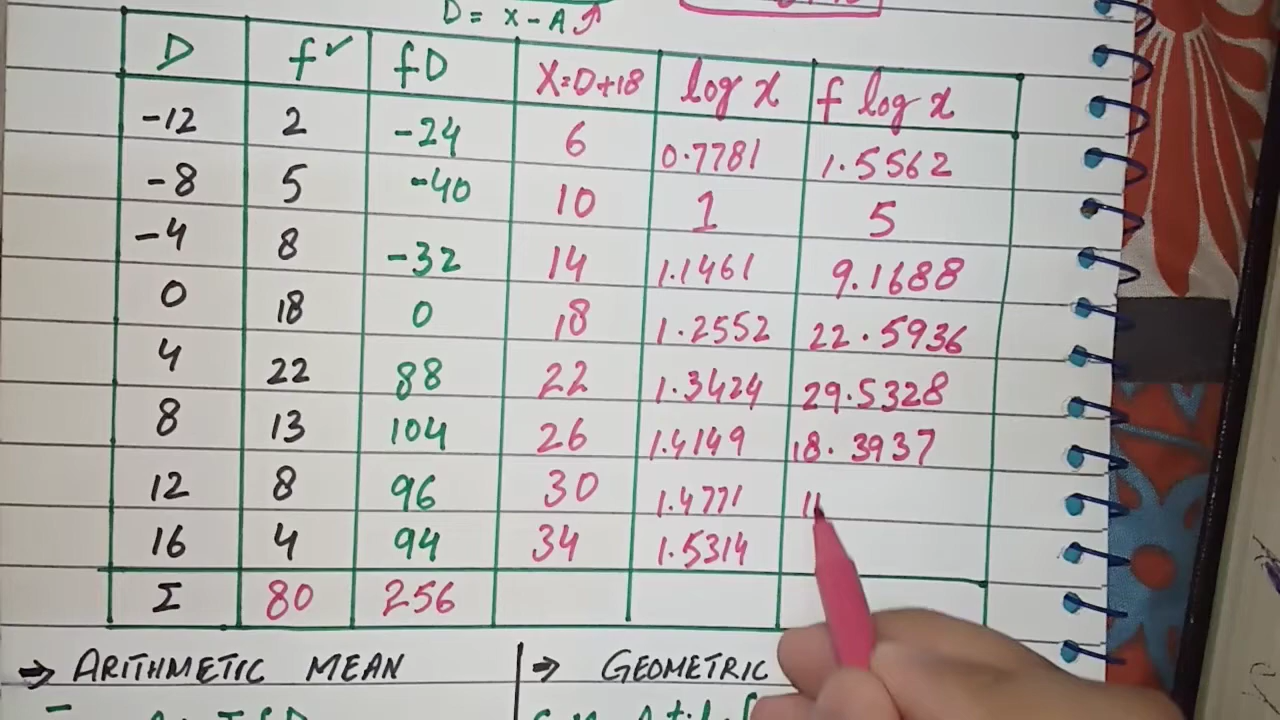 D = x - A
D f ✓ fD X=D+18 log x f log x
-12 2 -24 6 0.7781 1.5562
-8 5 -40 10 1 5
-4 8 -32 14 1.1461 9.1688
0 18 0 18 1.2552 22.5936
4 22 88 22 1.3424 29.5328
8 13 104 26 1.4149 18.3937
12 8 96 30 1.4771 11
16 4 94 34 1.5314
Σ 80 256
→ ARITHMETIC MEAN → GEOMETRIC